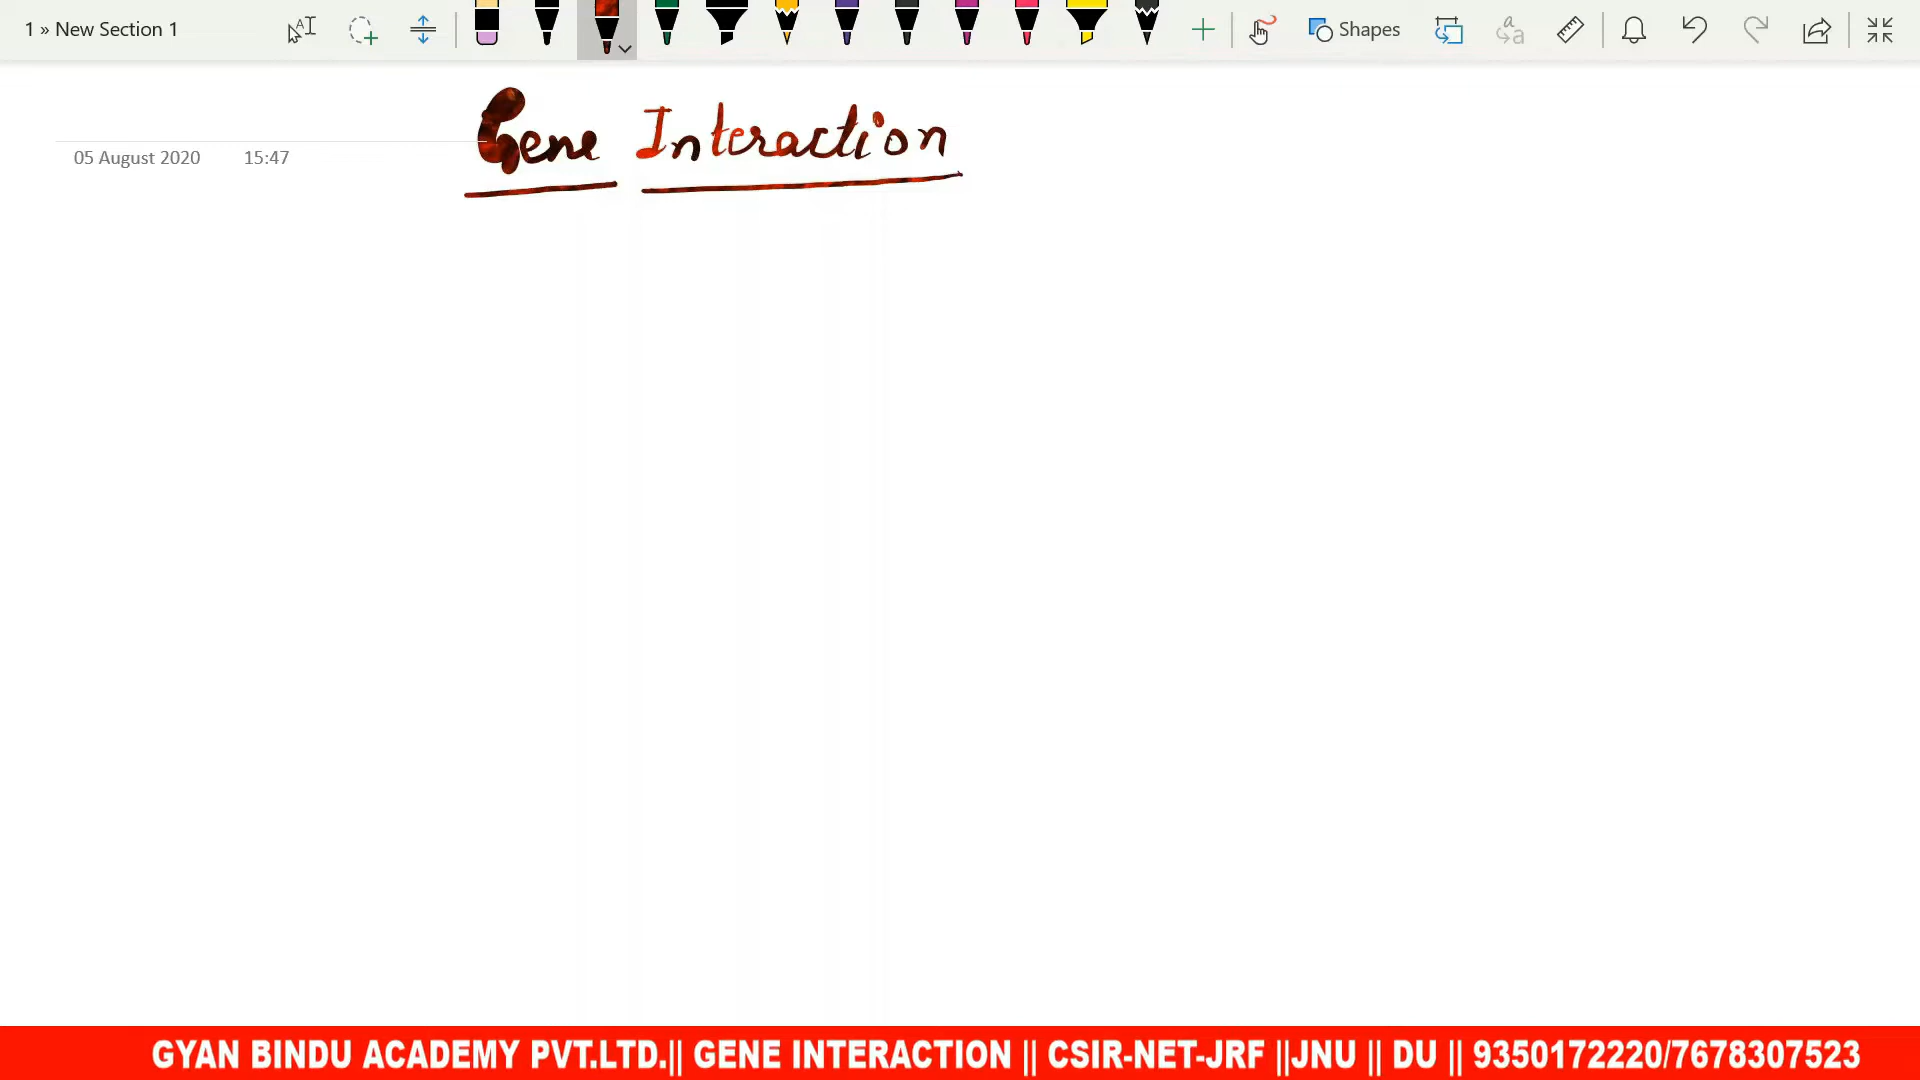 1 » New Section 1
Shapes
Gene Interaction
05 August 2020 15:47
GYAN BINDU ACADEMY PVT.LTD.|| GENE INTERACTION || CSIR-NET-JRF ||JNU || DU || 9350172220/7678307523